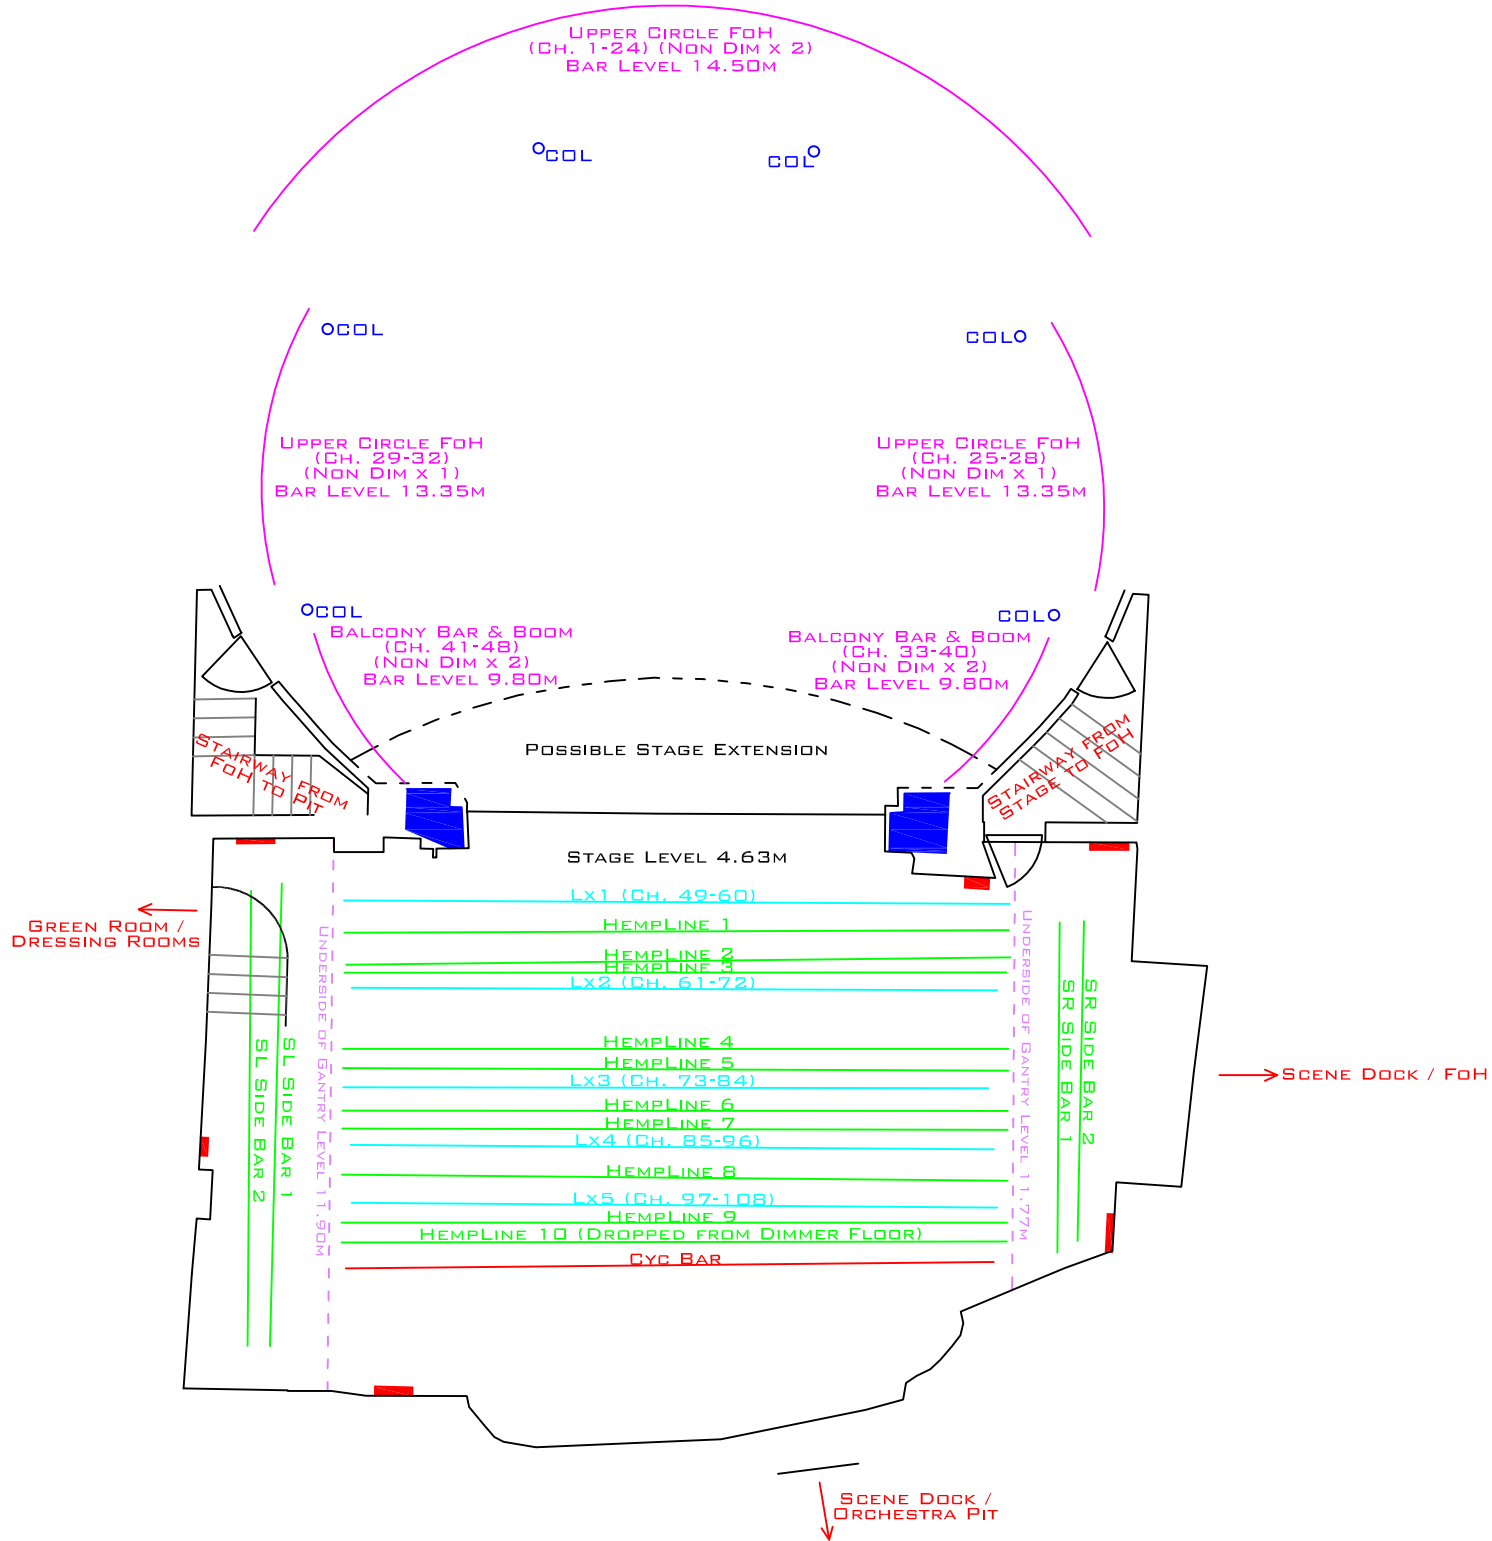 Upper Circle FoH
(Ch. 1-24) (Non Dim x 2)
Bar Level 14.50m
COL
COL
COL
COL
Upper Circle FoH
(Ch. 29-32)
(Non Dim x 1)
Bar Level 13.35m
Upper Circle FoH
(Ch. 25-28)
(Non Dim x 1)
Bar Level 13.35m
COL
COL
Balcony Bar & Boom
(Ch. 41-48)
(Non Dim x 2)
Bar Level 9.80m
Balcony Bar & Boom
(Ch. 33-40)
(Non Dim x 2)
Bar Level 9.80m
Possible Stage Extension
Stairway from
FoH to Pit
Stairway from
Stage to FoH
Stage Level 4.63m
Lx1 (Ch. 49-60)
HempLine 1
Green Room /
Dressing Rooms
HempLine 2
HempLine 3
Lx2 (Ch. 61-72)
HempLine 4
HempLine 5
Lx3 (Ch. 73-84)
HempLine 6
HempLine 7
Lx4 (Ch. 85-96)
HempLine 8
Lx5 (Ch. 97-108)
HempLine 9
HempLine 10 (Dropped from Dimmer Floor)
Cyc Bar
Underside of Gantry Level 11.90m
Underside of Gantry Level 11.77m
SL Side Bar 2
SL Side Bar 1
SR Side Bar 1
SR Side Bar 2
Scene Dock / FoH
Scene Dock /
Orchestra Pit